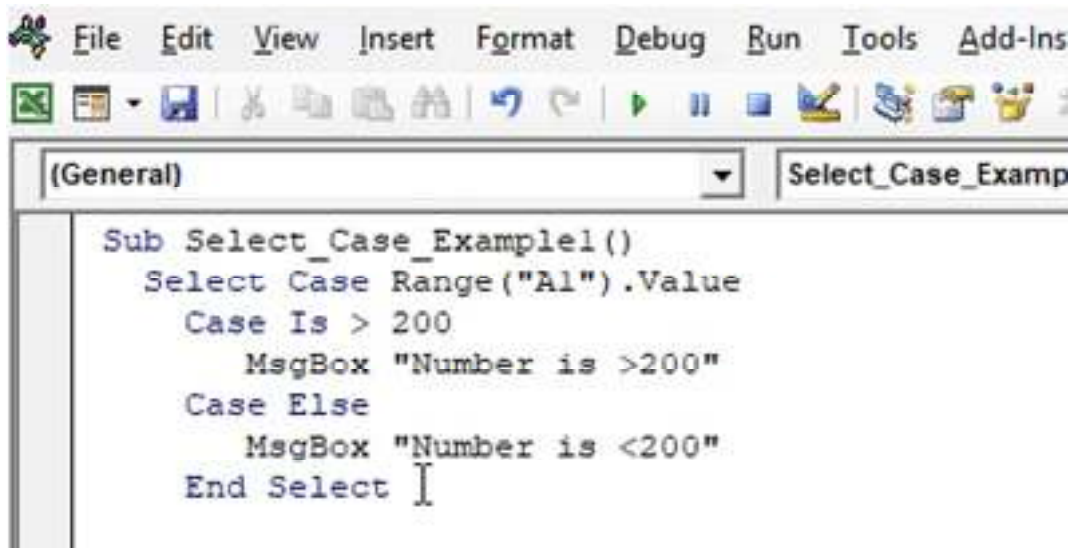 File Edit View Insert Format Debug Run Tools Add-Ins
(General) Select_Case_Examp
Sub Select_Case_Example1()
Select Case Range("A1").Value
Case Is > 200
MsgBox "Number is >200"
Case Else
MsgBox "Number is <200"
End Select